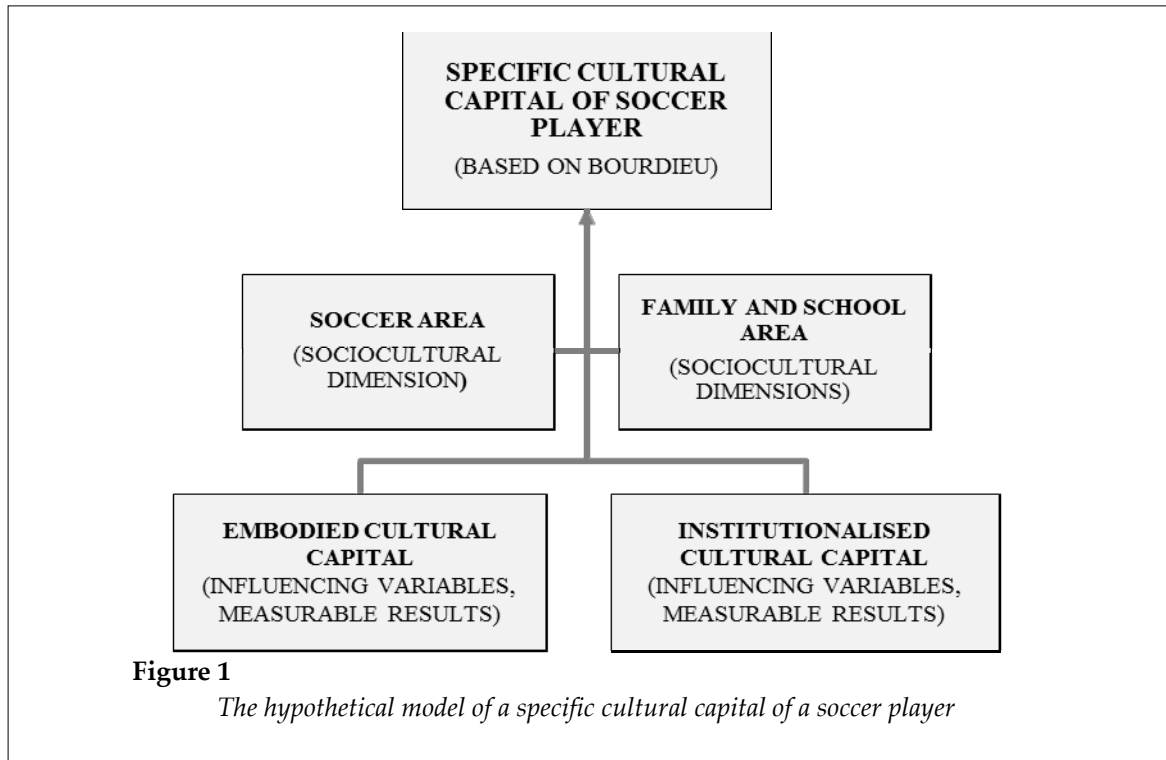 SPECIFIC CULTURAL
CAPITAL OF SOCCER
PLAYER
(BASED ON BOURDIEU)
SOCCER AREA
(SOCIOCULTURAL
DIMENSION)
FAMILY AND SCHOOL
AREA
(SOCIOCULTURAL
DIMENSIONS)
EMBODIED CULTURAL
CAPITAL
(INFLUENCING VARIABLES,
MEASURABLE RESULTS)
INSTITUTIONALISED
CULTURAL CAPITAL
(INFLUENCING VARIABLES,
MEASURABLE RESULTS)
Figure 1
The hypothetical model of a specific cultural capital of a soccer player